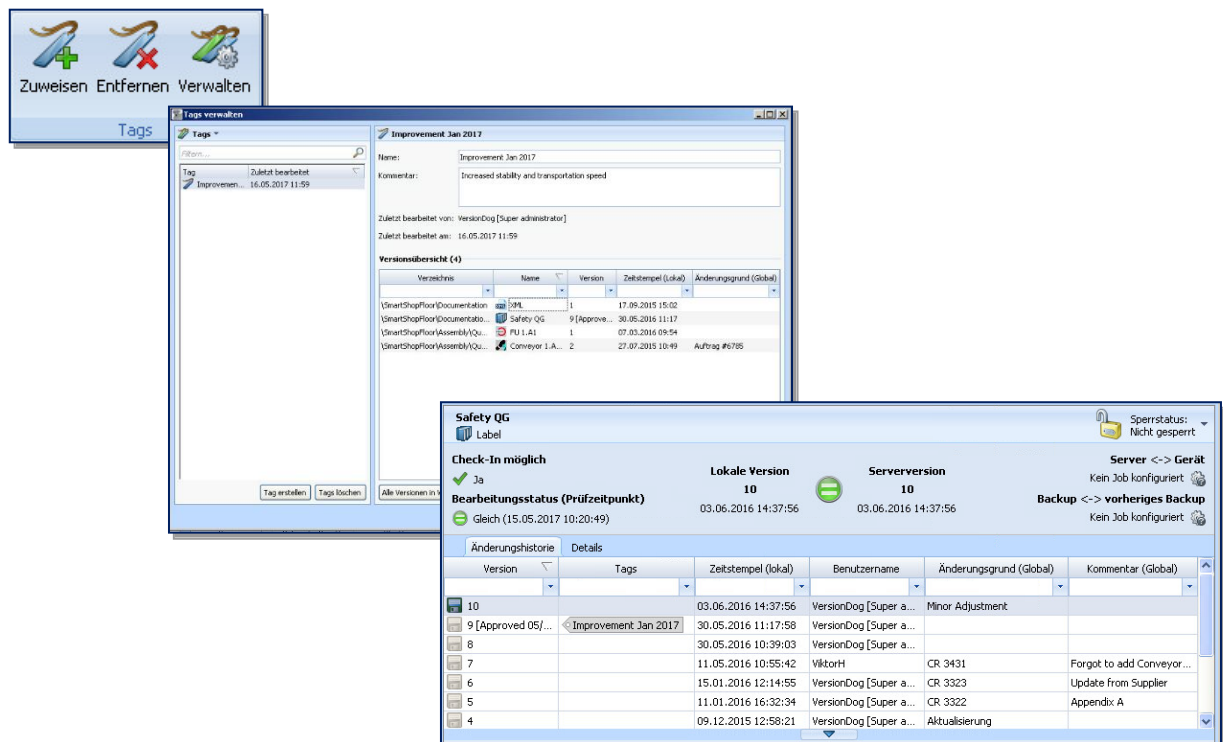 Zuweisen Entfernen Verwalten
Tags
Tags verwalten
Tags
Filtern...
Tag Zuletzt bearbeitet
Improvemen... 16.05.2017 11:59
Tag erstellen Tags löschen
Improvement Jan 2017
Name: Improvement Jan 2017
Kommentar: Increased stability and transportation speed
Zuletzt bearbeitet von: VersionDog [Super administrator]
Zuletzt bearbeitet am: 16.05.2017 11:59
Versionsübersicht (4)
Verzeichnis Name Version Zeitstempel (Lokal) Änderungsgrund (Global)
\SmartShopFloor\Documentation XML 1 17.09.2015 15:02
\SmartShopFloor\Documentatio... Safety QG 9 [Approve... 30.05.2016 11:17
\SmartShopFloor\Assembly\Qu... FU 1.A1 1 07.03.2016 09:54
\SmartShopFloor\Assembly\Qu... Conveyor 1.A... 2 27.07.2015 10:49 Auftrag #6785
Alle Versionen in
Safety QG
Label
Sperrstatus:
Nicht gesperrt
Check-In möglich
Ja
Bearbeitungsstatus (Prüfzeitpunkt)
Gleich (15.05.2017 10:20:49)
Lokale Version
10
03.06.2016 14:37:56
Serverversion
10
03.06.2016 14:37:56
Server <-> Gerät
Kein Job konfiguriert
Backup <-> vorheriges Backup
Kein Job konfiguriert
Änderungshistorie Details
Version Tags Zeitstempel (lokal) Benutzername Änderungsgrund (Global) Kommentar (Global)
10 03.06.2016 14:37:56 VersionDog [Super a... Minor Adjustment
9 [Approved 05/... Improvement Jan 2017 30.05.2016 11:17:58 VersionDog [Super a...
8 30.05.2016 10:39:03 VersionDog [Super a...
7 11.05.2016 10:55:42 ViktorH CR 3431 Forgot to add Conveyor...
6 15.01.2016 12:14:55 VersionDog [Super a... CR 3323 Update from Supplier
5 11.01.2016 16:32:34 VersionDog [Super a... CR 3322 Appendix A
4 09.12.2015 12:58:21 VersionDog [Super a... Aktualisierung